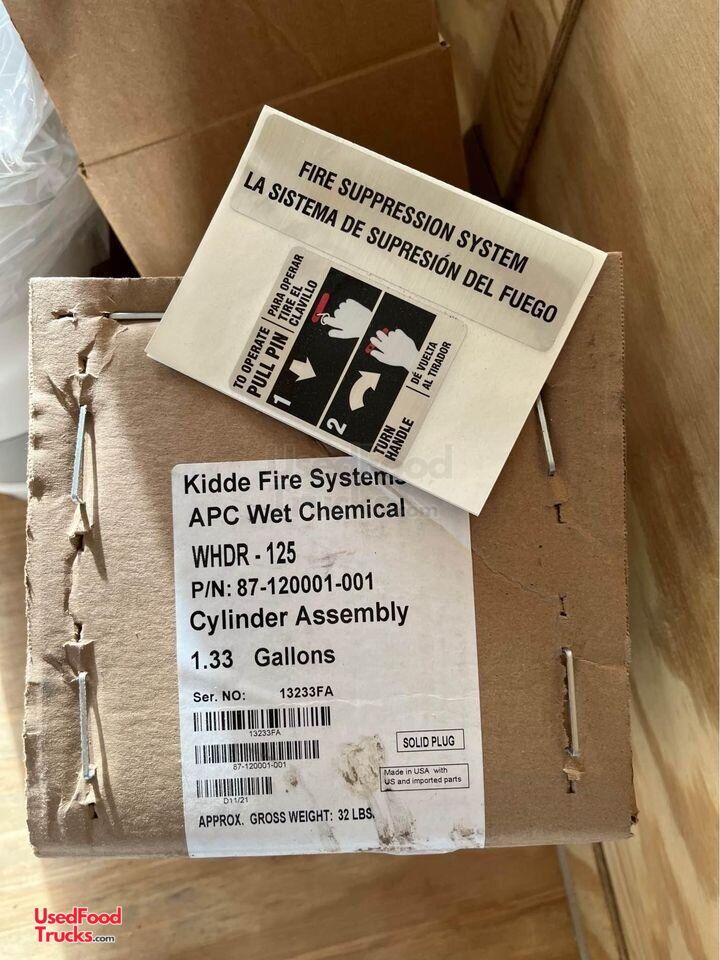 FIRE SUPPRESSION SYSTEM
LA SISTEMA DE SUPRESIÓN DEL FUEGO
TO OPERATE
PULL PIN
PARA OPERAR
TIRE EL
CLAVILLO
1
2
TURN
HANDLE
DÉ VUELTA
AL TIRADOR
Kidde Fire Systems
APC Wet Chemical
WHDR - 125
P/N: 87-120001-001
Cylinder Assembly
1.33 Gallons
Ser. NO: 13233FA
13233FA
87-120001-001
SOLID PLUG
Made in USA with
US and imported parts
D11/21
APPROX. GROSS WEIGHT: 32 LBS.
UsedFood
Trucks.com